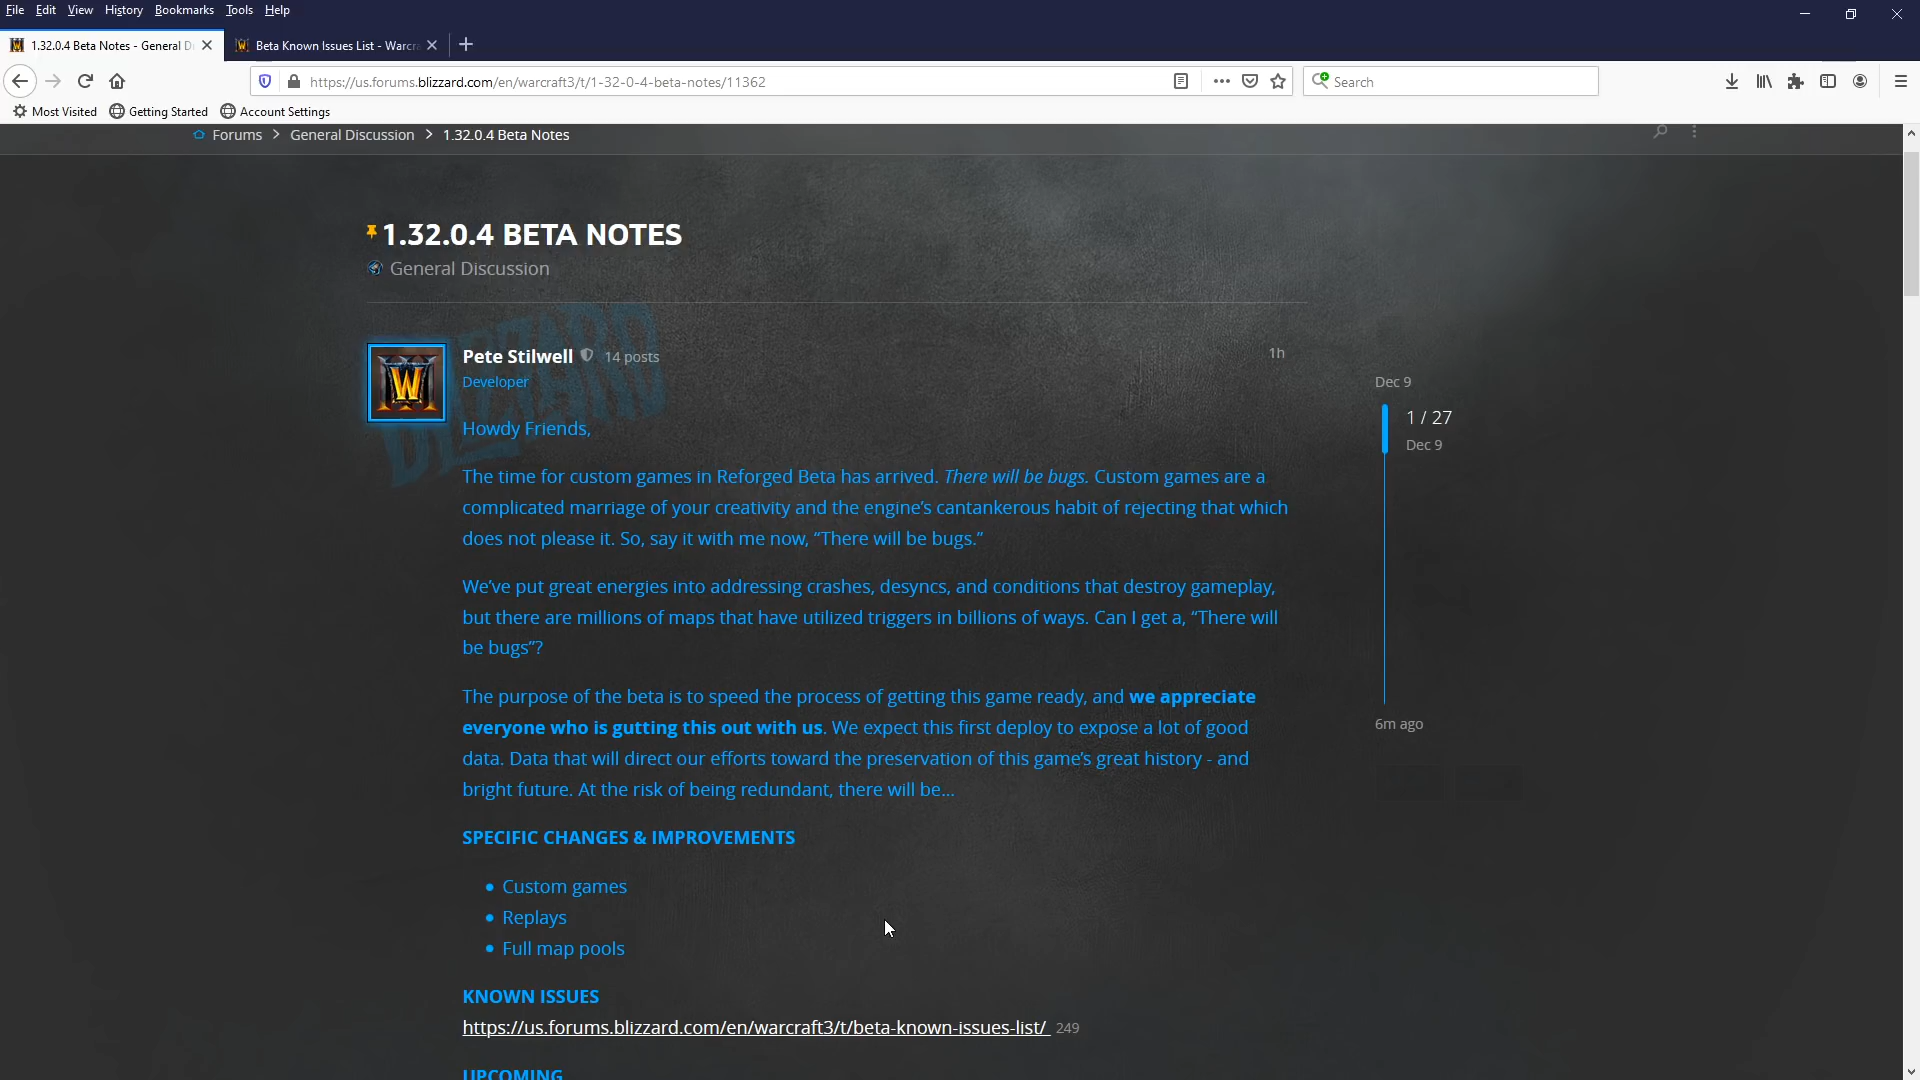 File Edit View History Bookmarks Tools Help
1.32.0.4 Beta Notes - General D
Beta Known Issues List - Warcra
https://us.forums.blizzard.com/en/warcraft3/t/1-32-0-4-beta-notes/11362
Search
Most Visited Getting Started Account Settings
Forums > General Discussion > 1.32.0.4 Beta Notes
1.32.0.4 BETA NOTES
General Discussion
BLIZZARD
Pete Stilwell 14 posts
1h
Developer
Dec 9
1 / 27
Dec 9
6m ago
Howdy Friends,
The time for custom games in Reforged Beta has arrived. There will be bugs. Custom games are a
complicated marriage of your creativity and the engine's cantankerous habit of rejecting that which
does not please it. So, say it with me now, “There will be bugs.”
We've put great energies into addressing crashes, desyncs, and conditions that destroy gameplay,
but there are millions of maps that have utilized triggers in billions of ways. Can I get a, “There will
be bugs”?
The purpose of the beta is to speed the process of getting this game ready, and we appreciate
everyone who is gutting this out with us. We expect this first deploy to expose a lot of good
data. Data that will direct our efforts toward the preservation of this game's great history - and
bright future. At the risk of being redundant, there will be...
SPECIFIC CHANGES & IMPROVEMENTS
• Custom games
• Replays
• Full map pools
KNOWN ISSUES
https://us.forums.blizzard.com/en/warcraft3/t/beta-known-issues-list/ 249
UPCOMING